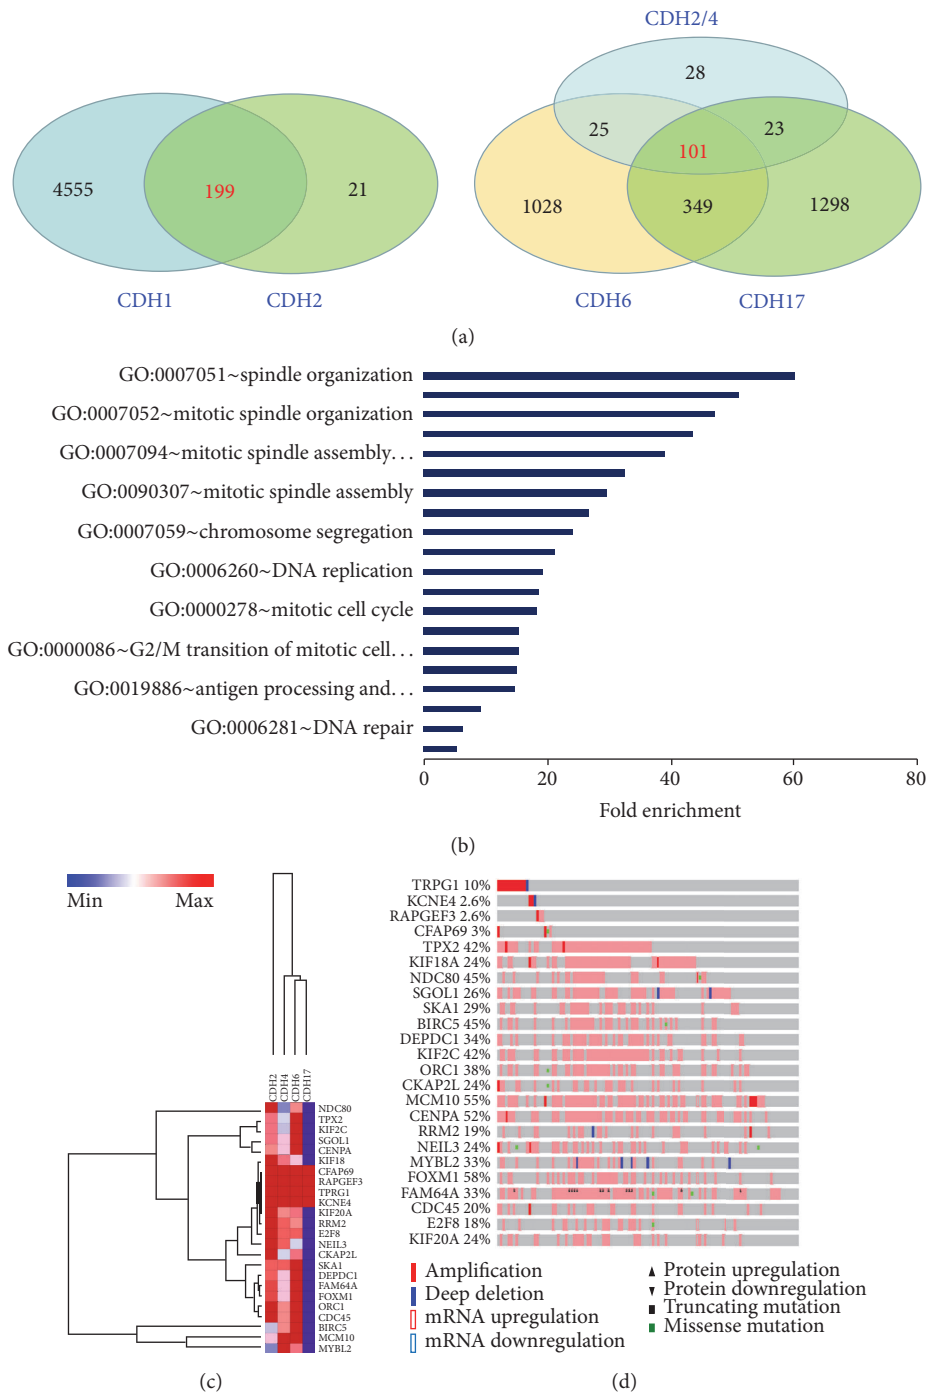 CDH2/4
28
25
23
101
4555
199
21
1028
349
1298
CDH1
CDH2
CDH6
CDH17
(a)
GO:0007051~spindle organization
GO:0007052~mitotic spindle organization
GO:0007094~mitotic spindle assembly...
GO:0090307~mitotic spindle assembly
GO:0007059~chromosome segregation
GO:0006260~DNA replication
GO:0000278~mitotic cell cycle
GO:0000086~G2/M transition of mitotic cell...
GO:0019886~antigen processing and...
GO:0006281~DNA repair
0 20 40 60 80
Fold enrichment
(b)
Min Max
CDH2
CDH4
CDH6
CDH17
NDC80
TPX2
KIF2C
SGOL1
CENPA
KIF18
CFAP69
RAPGEF3
TPRG1
KCNE4
KIF20A
RRM2
E2F8
NEIL3
CKAP2L
SKA1
DEPDC1
FAM64A
FOXM1
ORC1
CDC45
BIRC5
MCM10
MYBL2
(c)
TRPG1 10%
KCNE4 2.6%
RAPGEF3 2.6%
CFAP69 3%
TPX2 42%
KIF18A 24%
NDC80 45%
SGOL1 26%
SKA1 29%
BIRC5 45%
DEPDC1 34%
KIF2C 42%
ORC1 38%
CKAP2L 24%
MCM10 55%
CENPA 52%
RRM2 19%
NEIL3 24%
MYBL2 33%
FOXM1 58%
FAM64A 33%
CDC45 20%
E2F8 18%
KIF20A 24%
Amplification
Deep deletion
mRNA upregulation
mRNA downregulation
Protein upregulation
Protein downregulation
Truncating mutation
Missense mutation
(d)